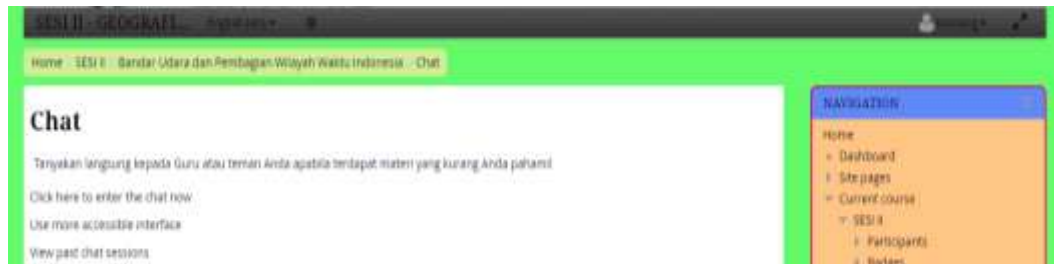 SESI II - GEOGRAFI...
Home SESI II Bandar Udara dan Pembagian Wilayah Waktu Indonesia Chat
Chat
Tanyakan langsung kepada Guru atau teman Anda apabila terdapat materi yang kurang Anda pahami!
Click here to enter the chat now
Use more accessible interface
View past chat sessions
NAVIGATION
Home
Dashboard
Site pages
Current course
SESI II
Participants
Badges